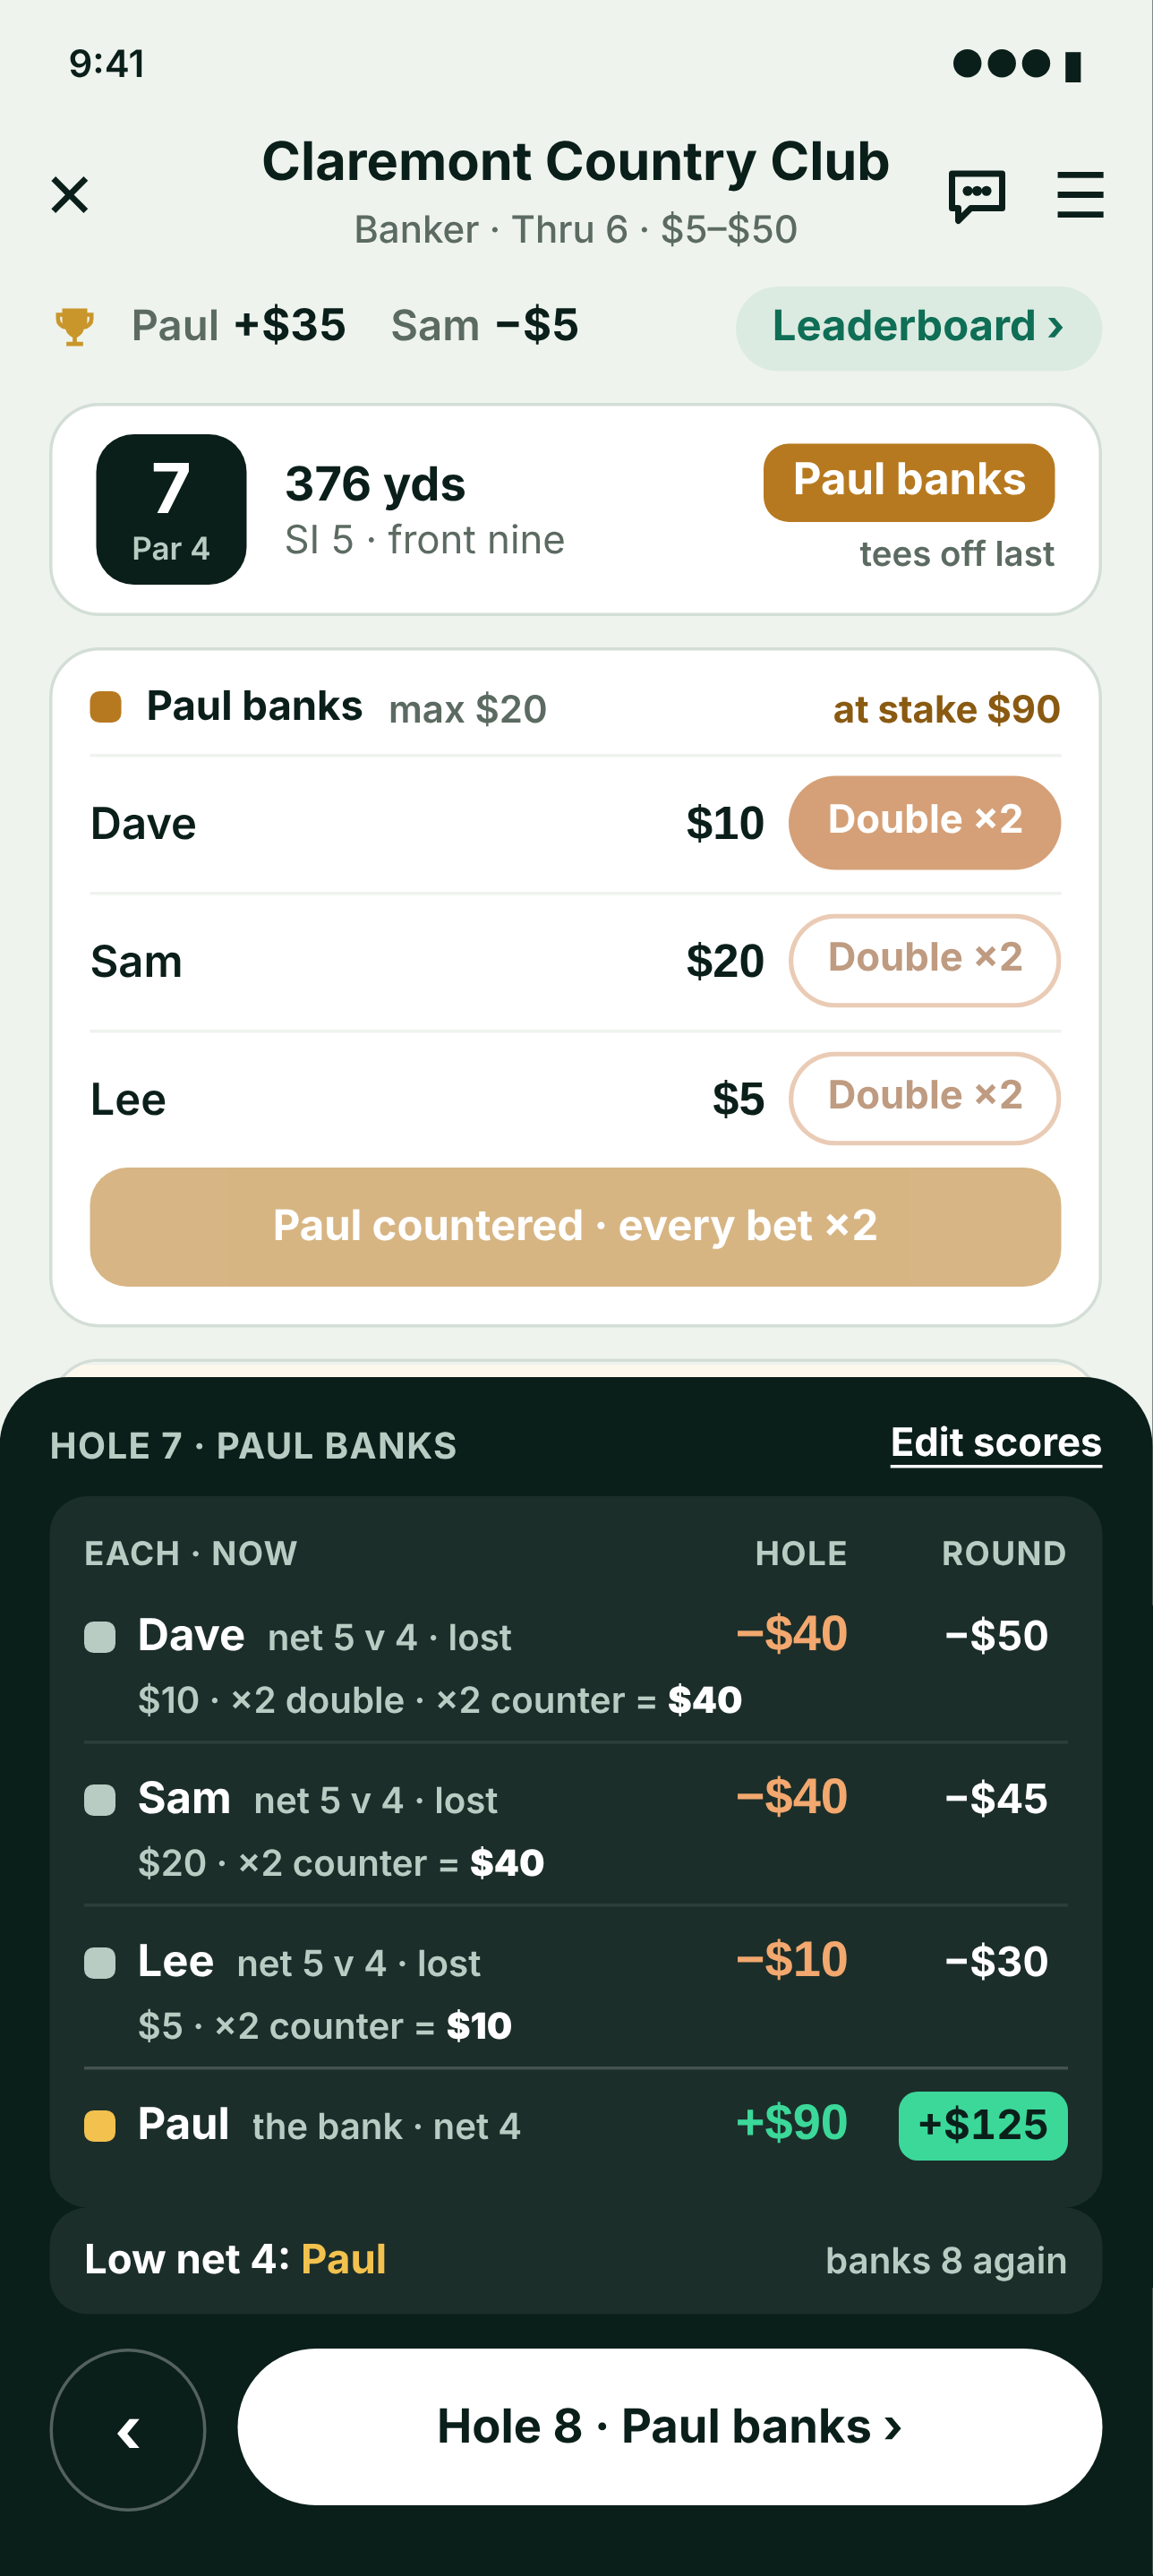 9:41
Claremont Country Club
Banker · Thru 6 · $5–$50
Paul +$35 Sam −$5 Leaderboard ›
7
Par 4
376 yds
SI 5 · front nine
Paul banks
tees off last
Paul banks max $20 at stake $90
Dave $10 Double ×2
Sam $20 Double ×2
Lee $5 Double ×2
Paul countered · every bet ×2
HOLE 7 · PAUL BANKS Edit scores
EACH · NOW HOLE ROUND
Dave net 5 v 4 · lost −$40 −$50
$10 · ×2 double · ×2 counter = $40
Sam net 5 v 4 · lost −$40 −$45
$20 · ×2 counter = $40
Lee net 5 v 4 · lost −$10 −$30
$5 · ×2 counter = $10
Paul the bank · net 4 +$90 +$125
Low net 4: Paul banks 8 again
‹ Hole 8 · Paul banks ›